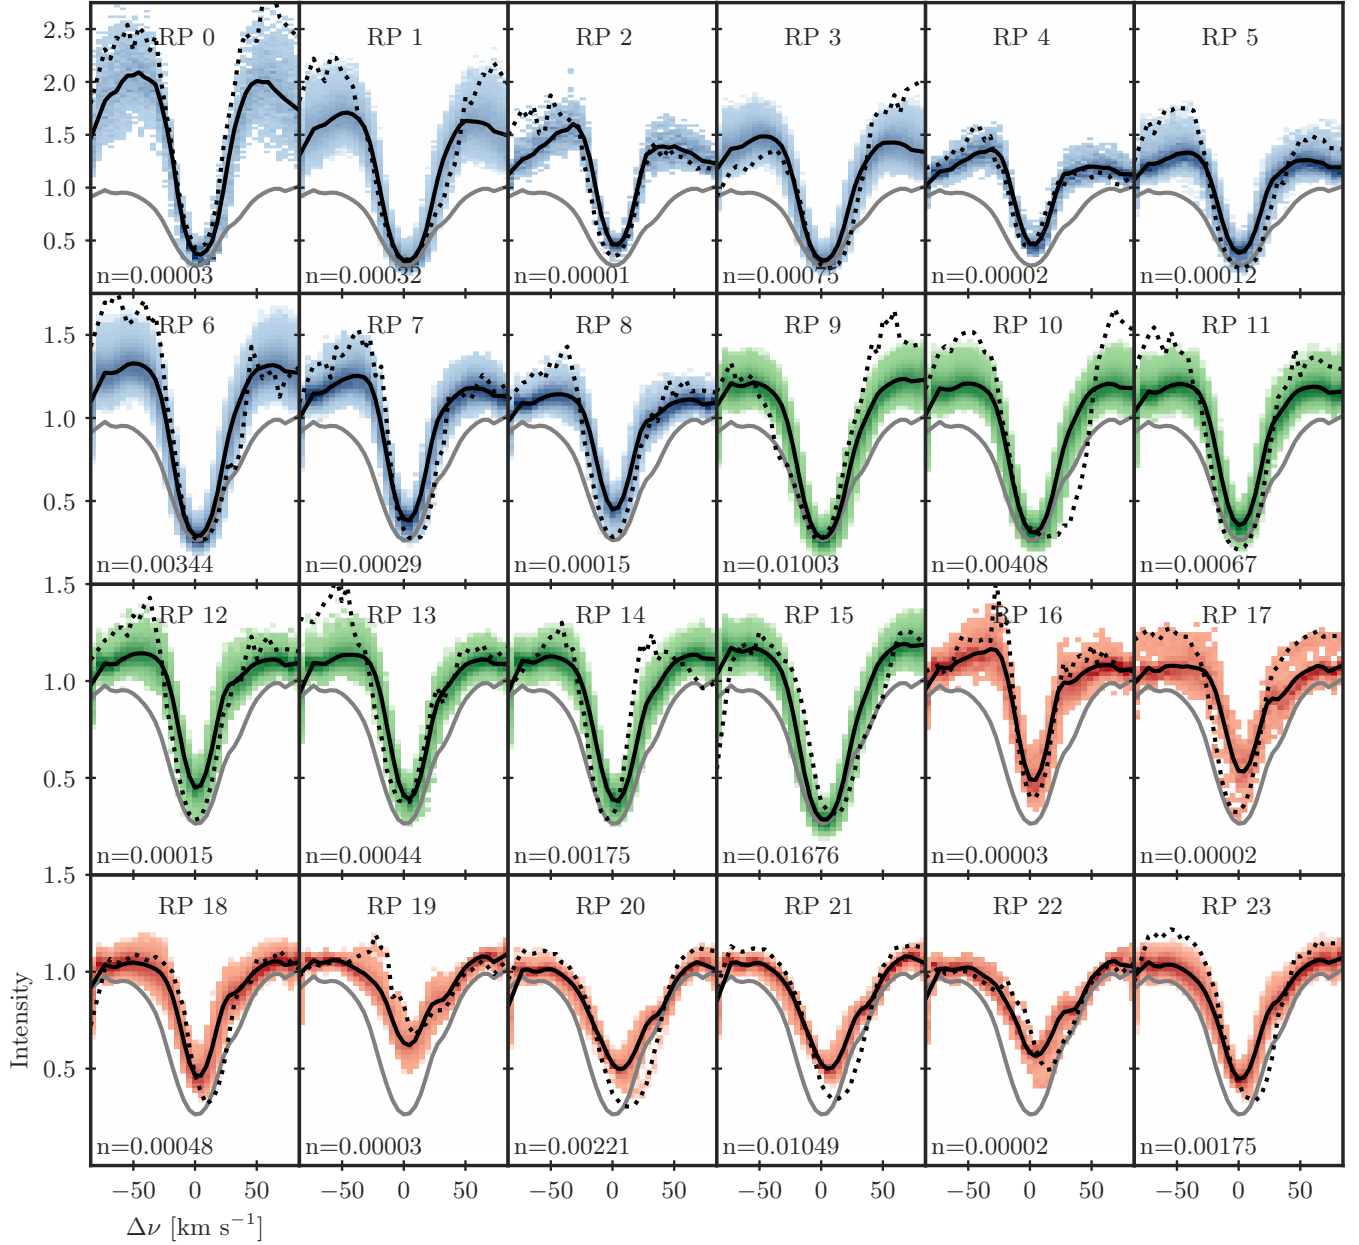 2.5 RP 0 RP 1 RP 2 RP 3 RP 4 RP 5
2.0
1.5
1.0
0.5
n=0.00003 n=0.00032 n=0.00001 n=0.00075 n=0.00002 n=0.00012
1.5 RP 6 RP 7 RP 8 RP 9 RP 10 RP 11
1.0
0.5
n=0.00344 n=0.00029 n=0.00015 n=0.01003 n=0.00408 n=0.00067
1.5
RP 12 RP 13 RP 14 RP 15 RP 16 RP 17
1.0
0.5
n=0.00015 n=0.00044 n=0.00175 n=0.01676 n=0.00003 n=0.00002
1.5
RP 18 RP 19 RP 20 RP 21 RP 22 RP 23
1.0
Intensity
0.5
n=0.00048 n=0.00003 n=0.00221 n=0.01049 n=0.00002 n=0.00175
−50 0 50 −50 0 50 −50 0 50 −50 0 50 −50 0 50 −50 0 50
Δν [km s⁻¹]